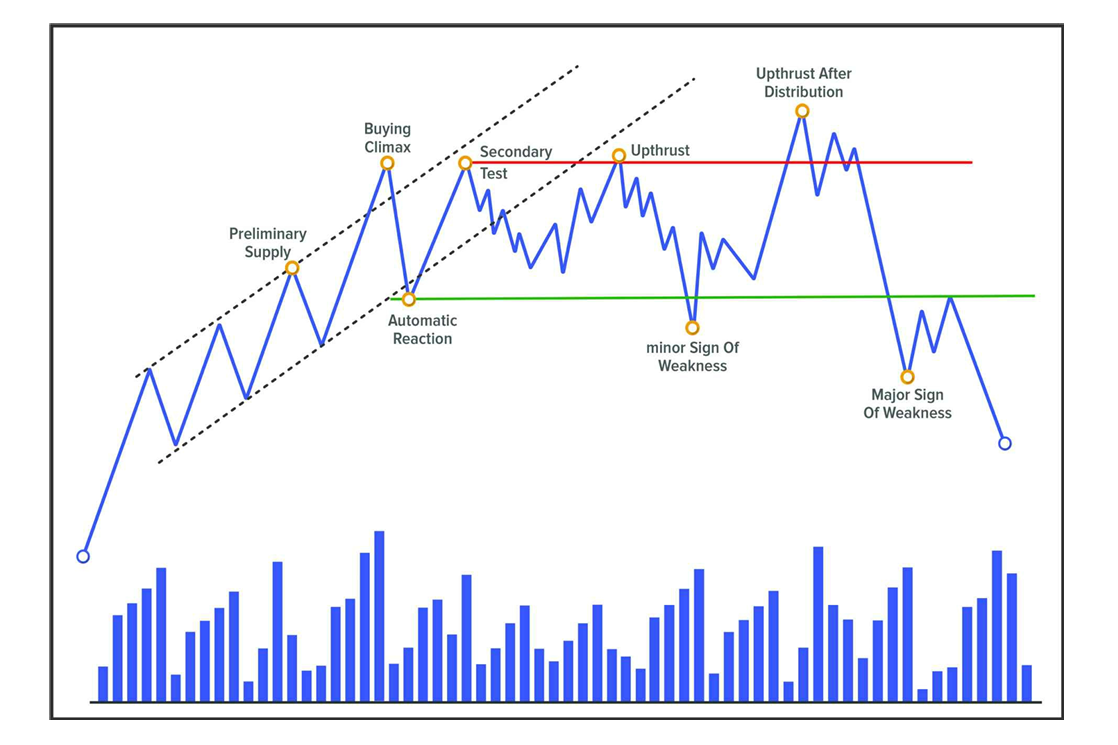 Upthrust After
Distribution
Buying
Climax
Secondary
Test
Upthrust
Preliminary
Supply
Automatic
Reaction
minor Sign Of
Weakness
Major Sign
Of Weakness